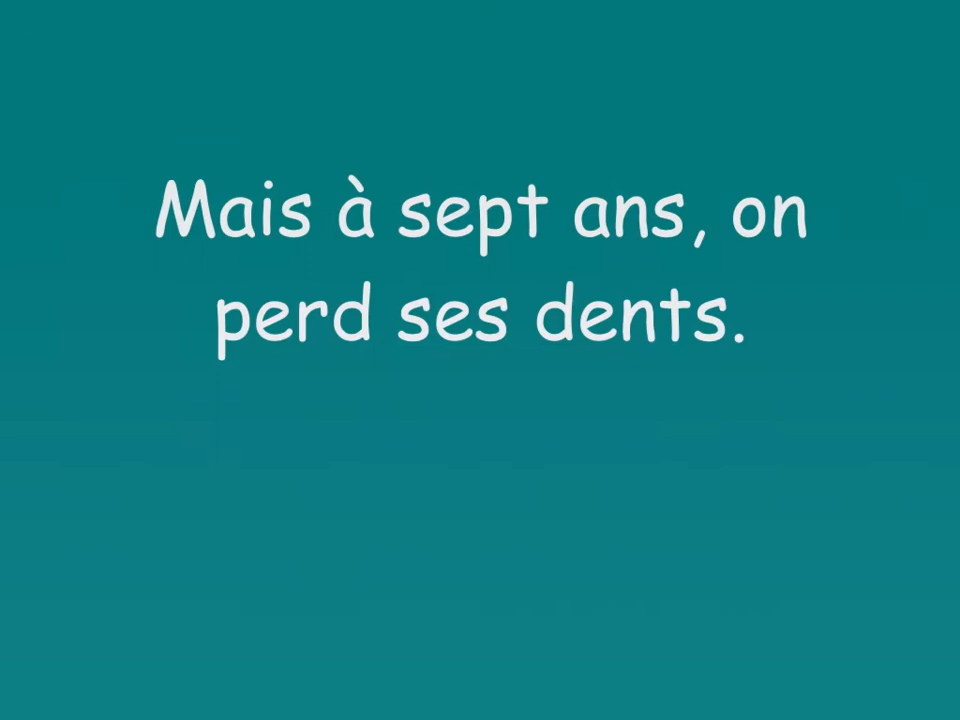 Mais à sept ans, on
perd ses dents.